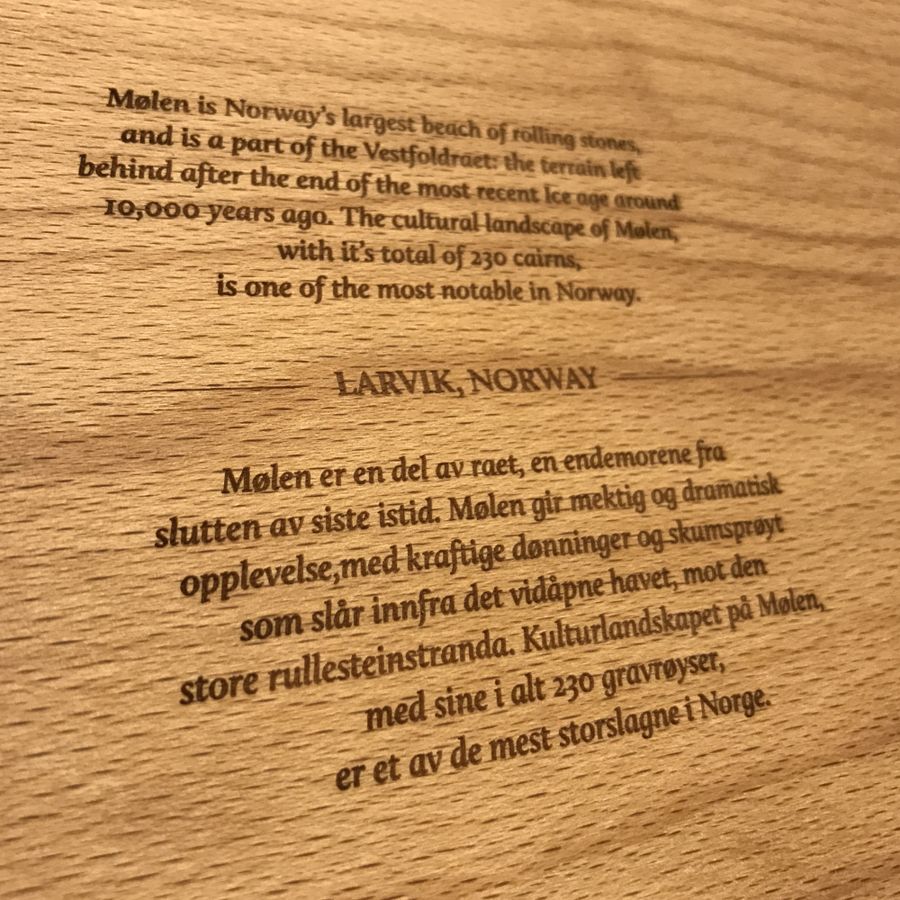 Mølen is Norway's largest beach of rolling stones,
and is a part of the Vestfoldraet: the terrain left
behind after the end of the most recent Ice age around
10,000 years ago. The cultural landscape of Mølen,
with it's total of 230 cairns,
is one of the most notable in Norway.
LARVIK, NORWAY
Mølen er en del av raet, en endemorene fra
slutten av siste istid. Mølen gir mektig og dramatisk
opplevelse,med kraftige dønninger og skumsprøyt
som slår innfra det vidåpne havet, mot den
store rullesteinstranda. Kulturlandskapet på Mølen,
med sine i alt 230 gravrøyser,
er et av de mest storslagne i Norge.